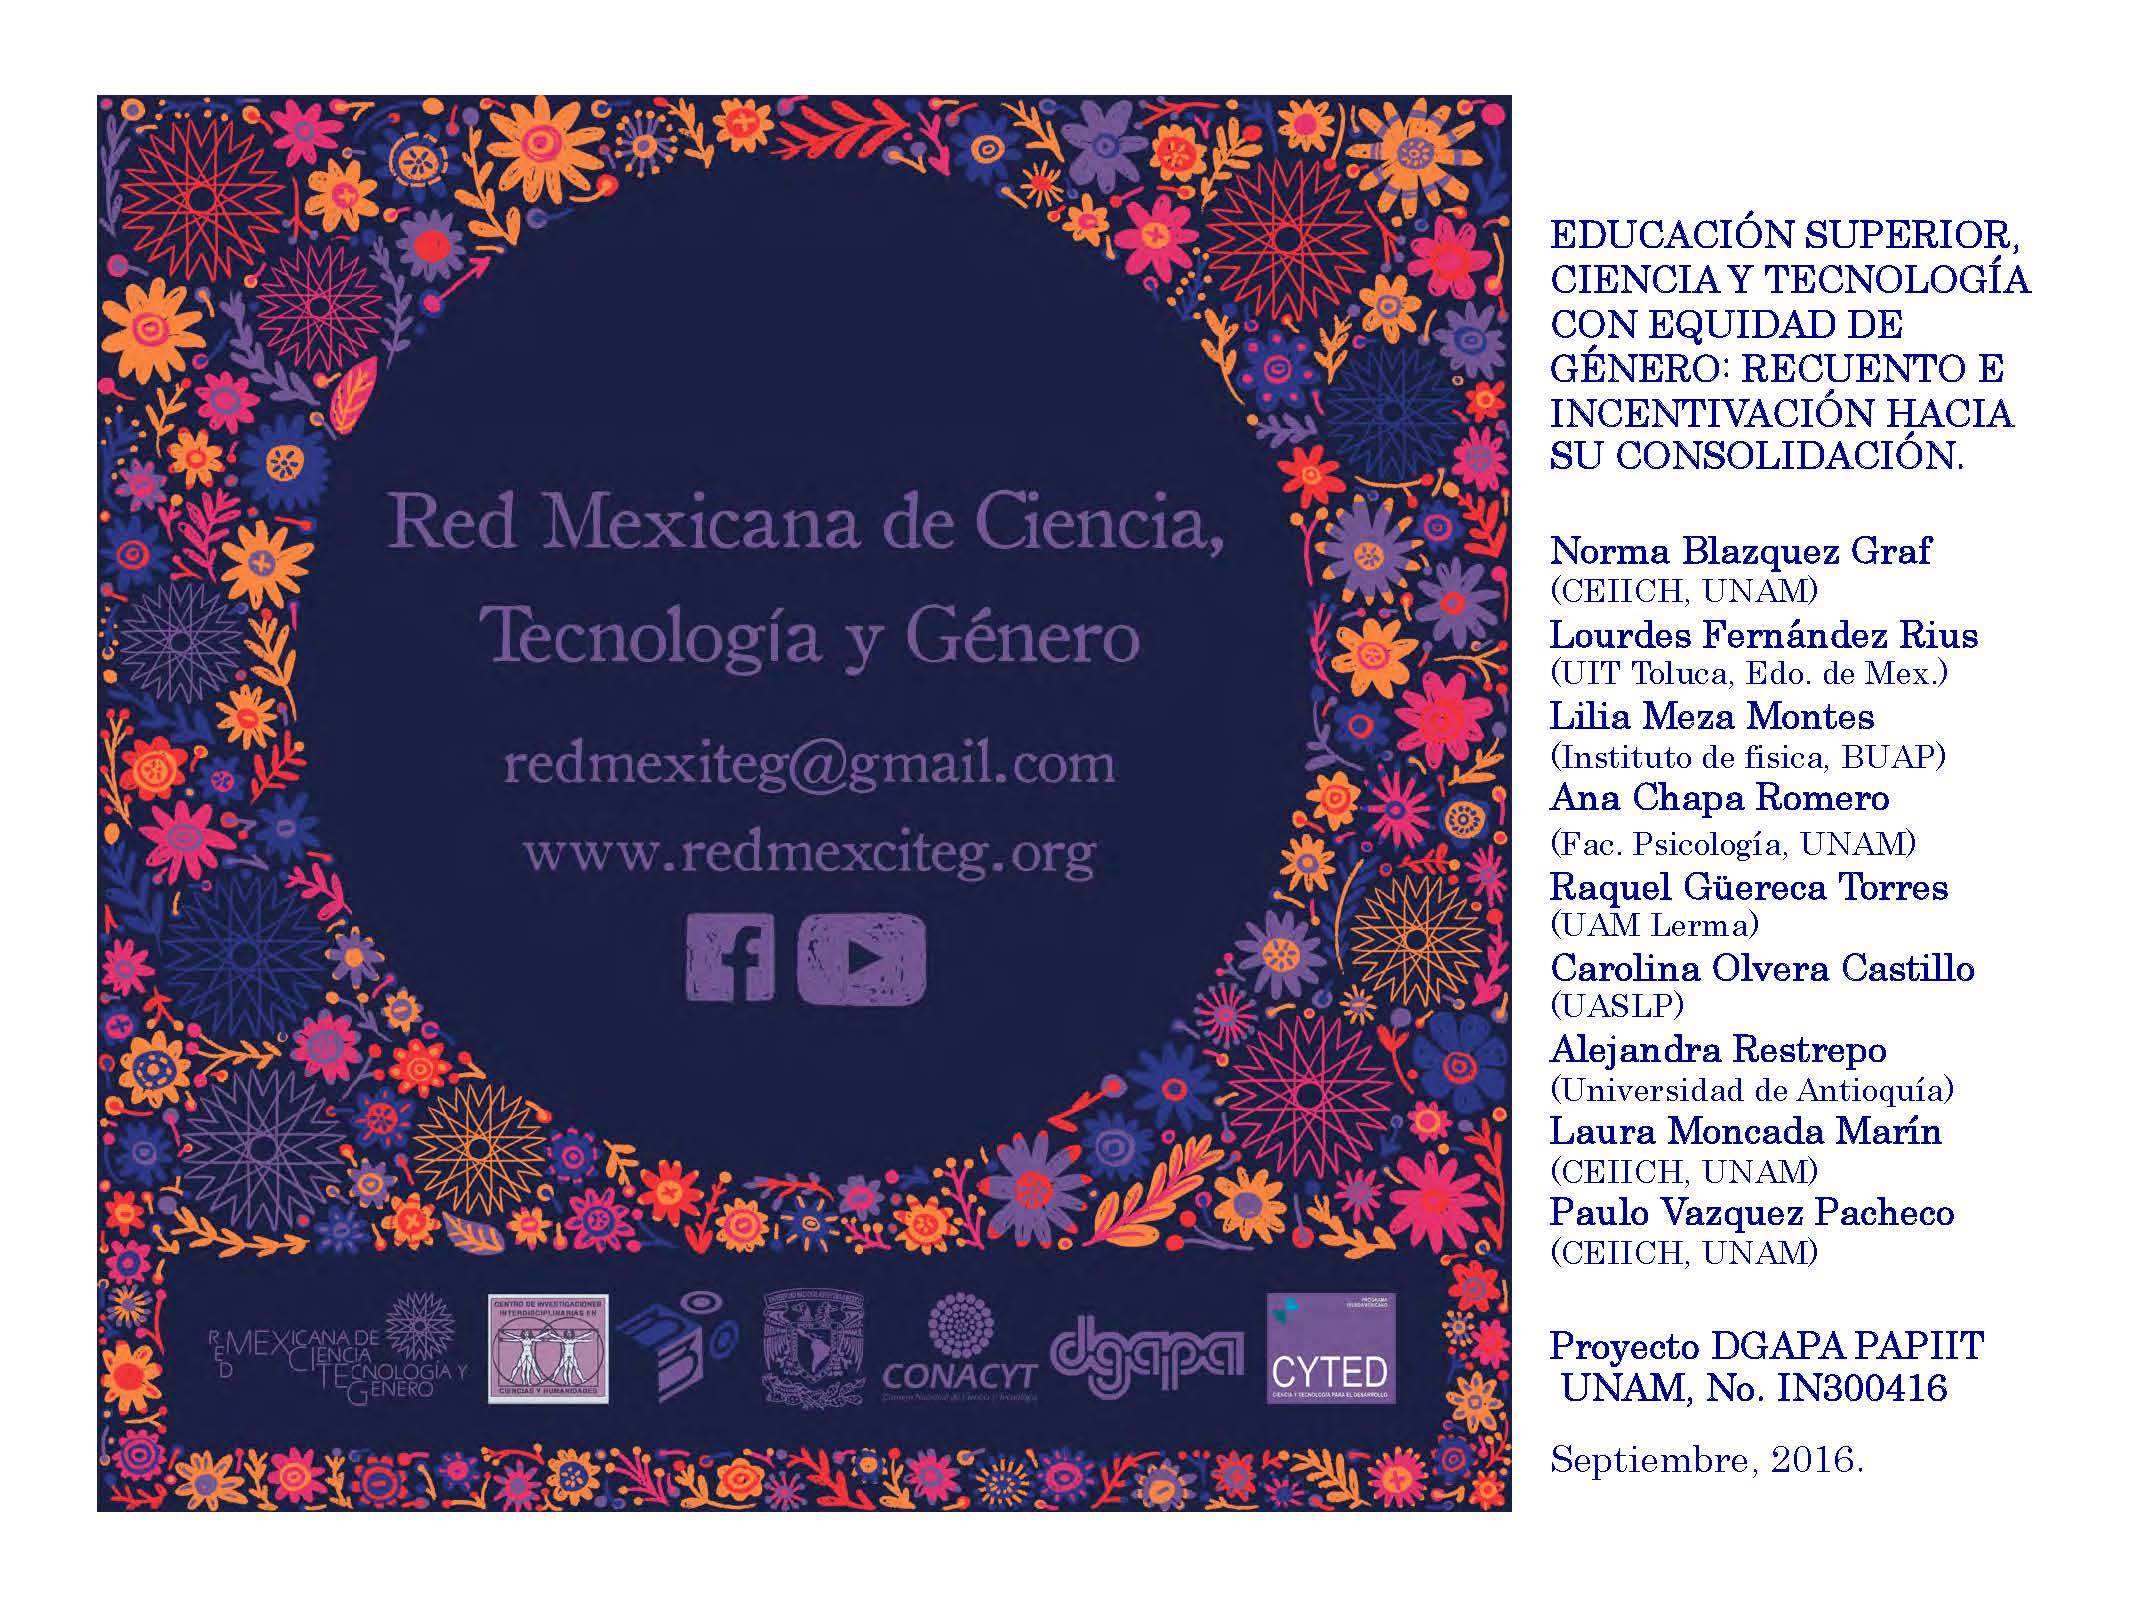 Red Mexicana de Ciencia,
Tecnología y Género
redmexiteg@gmail.com
www.redmexciteg.org
RED MEXICANA DE
CIENCIA
TECNOLOGÍA Y
GÉNERO
CENTRO DE INVESTIGACIONES
INTERDISCIPLINARIAS EN
CIENCIAS Y HUMANIDADES
CONACYT
Consejo Nacional de Ciencia y Tecnología
dgapa
PROGRAMA
IBEROAMERICANO
CYTED
CIENCIA Y TECNOLOGÍA PARA EL DESARROLLO
EDUCACIÓN SUPERIOR,
CIENCIA Y TECNOLOGÍA
CON EQUIDAD DE
GÉNERO: RECUENTO E
INCENTIVACIÓN HACIA
SU CONSOLIDACIÓN.
Norma Blazquez Graf
(CEIICH, UNAM)
Lourdes Fernández Rius
(UIT Toluca, Edo. de Mex.)
Lilia Meza Montes
(Instituto de fisica, BUAP)
Ana Chapa Romero
(Fac. Psicología, UNAM)
Raquel Güereca Torres
(UAM Lerma)
Carolina Olvera Castillo
(UASLP)
Alejandra Restrepo
(Universidad de Antioquía)
Laura Moncada Marín
(CEIICH, UNAM)
Paulo Vazquez Pacheco
(CEIICH, UNAM)
Proyecto DGAPA PAPIIT
UNAM, No. IN300416
Septiembre, 2016.